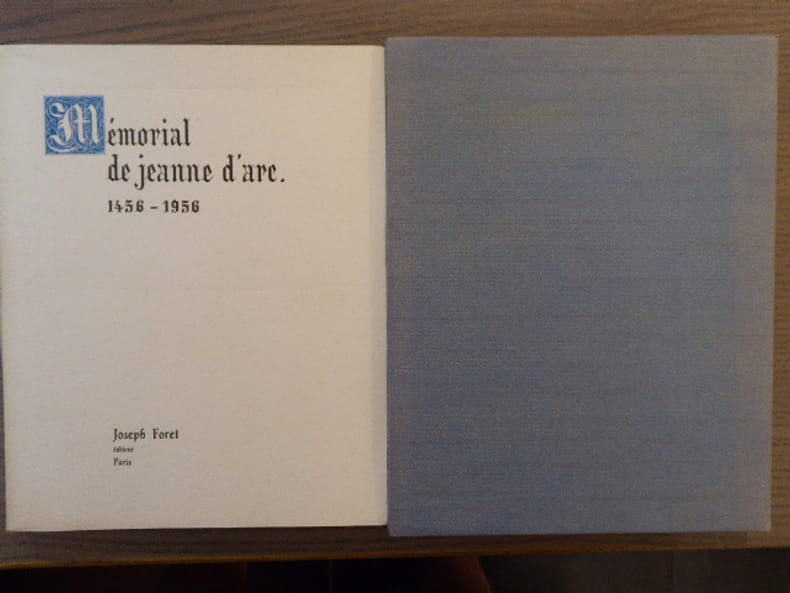 Mémorial
de jeanne d'arc.
1456 – 1956
Joseph Foret
éditeur
Paris